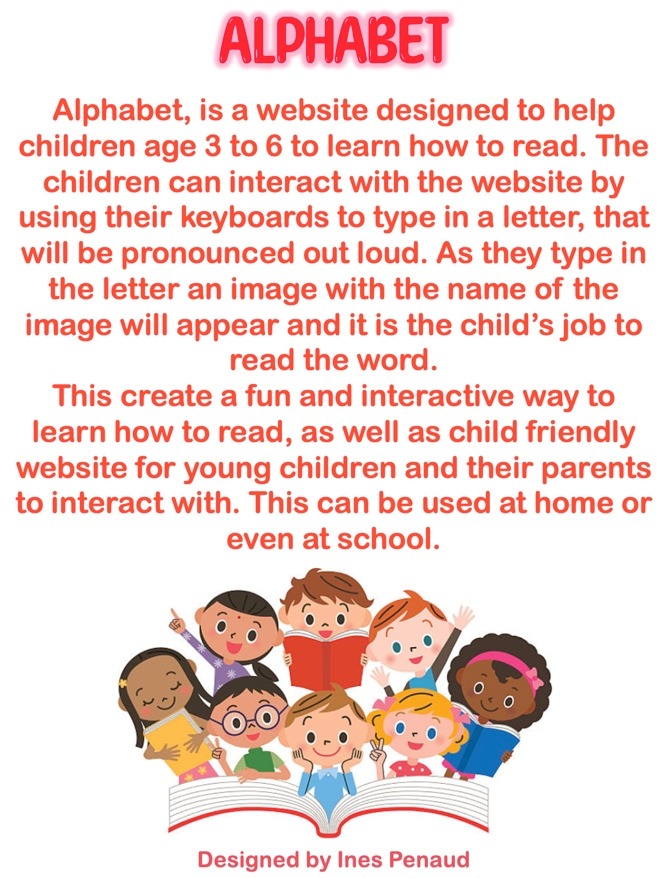 ALPHABET
Alphabet, is a website designed to help
children age 3 to 6 to learn how to read. The
children can interact with the website by
using their keyboards to type in a letter, that
will be pronounced out loud. As they type in
the letter an image with the name of the
image will appear and it is the child’s job to
read the word.
This create a fun and interactive way to
learn how to read, as well as child friendly
website for young children and their parents
to interact with. This can be used at home or
even at school.
Designed by Ines Penaud